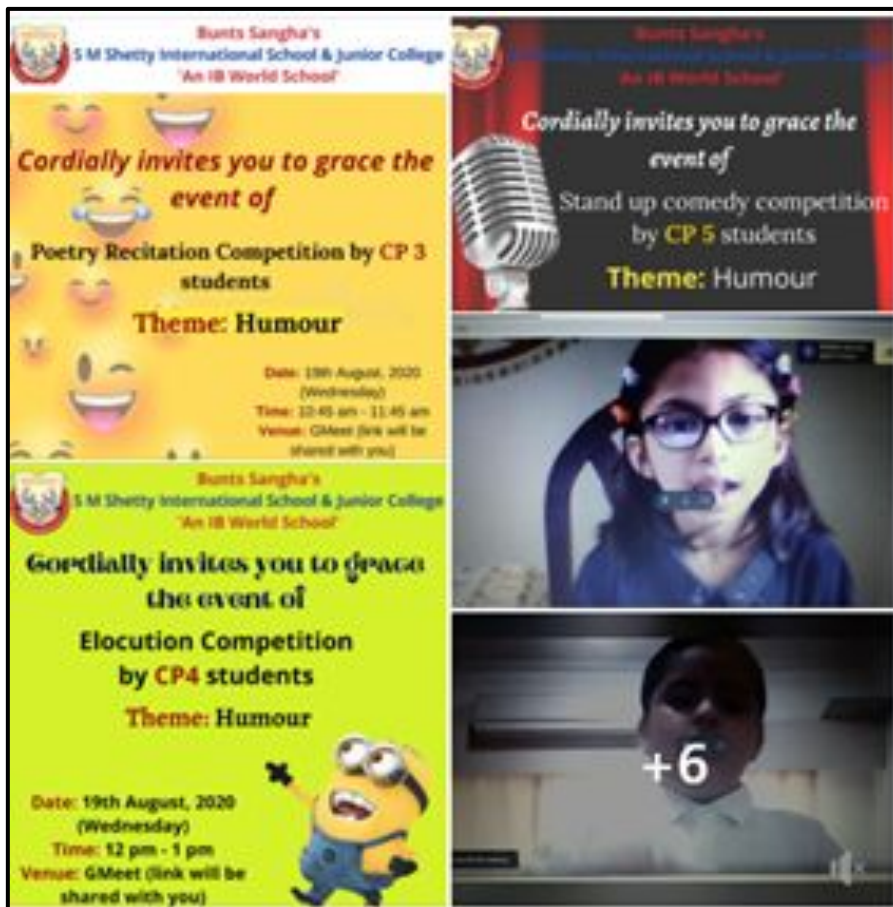 Bunts Sangha's
S M Shetty International School & Junior College
'An IB World School'
Cordially invites you to grace the
event of
Poetry Recitation Competition by CP 3
students
Theme: Humour
Date: 19th August, 2020
(Wednesday)
Time: 10:45 am - 11:45 am
Venue: GMeet (link will be
shared with you)
Bunts Sangha's
S M Shetty International School & Junior College
'An IB World School'
Cordially invites you to grace
the event of
Elocution Competition
by CP4 students
Theme: Humour
Date: 19th August, 2020
(Wednesday)
Time: 12 pm - 1 pm
Venue: GMeet (link will be
shared with you)
Bunts Sangha's
S M Shetty International School & Junior College
'An IB World School'
Cordially invites you to grace the
event of
Stand up comedy competition
by CP 5 students
Theme: Humour
+6